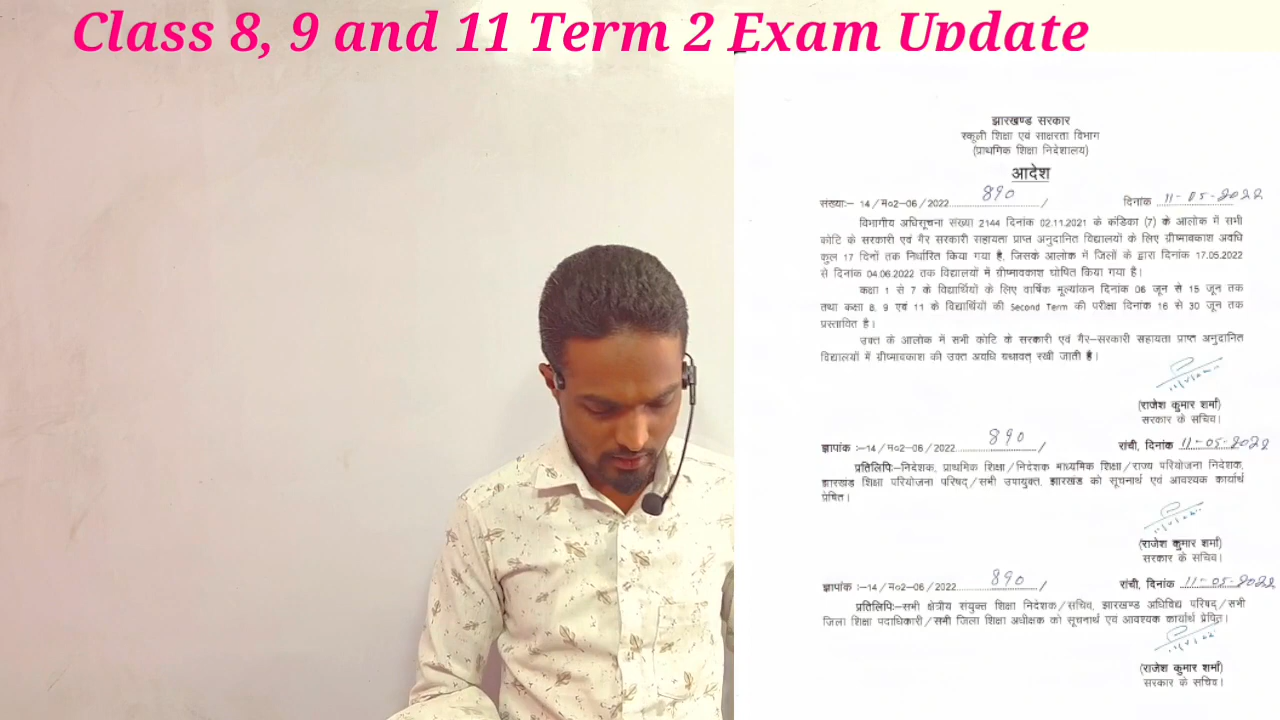 Class 8, 9 and 11 Term 2 Exam Update
झारखण्ड सरकार
स्कूली शिक्षा एवं साक्षरता विभाग
(प्राथमिक शिक्षा निदेशालय)
आदेश
संख्याः– 14 / म०2–06 / 2022 890 / दिनांक 11-05-2022
विभागीय अधिसूचना संख्या 2144 दिनांक 02.11.2021 के कंडिका (7) के आलोक में सभी
कोटि के सरकारी एवं गैर सरकारी सहायता प्राप्त अनुदानित विद्यालयों के लिए ग्रीष्मावकाश अवधि
कुल 17 दिनों तक निर्धारित किया गया है, जिसके आलोक में जिलों के द्वारा दिनांक 17.05.2022
से दिनांक 04.06.2022 तक विद्यालयों में ग्रीष्मावकाश घोषित किया गया है।
कक्षा 1 से 7 के विद्यार्थियों के लिए वार्षिक मूल्यांकन दिनांक 06 जून से 15 जून तक
तथा कक्षा 8, 9 एवं 11 के विद्यार्थियों की Second Term की परीक्षा दिनांक 16 से 30 जून तक
प्रस्तावित है।
उक्त के आलोक में सभी कोटि के सरकारी एवं गैर–सरकारी सहायता प्राप्त अनुदानित
विद्यालयों में ग्रीष्मावकाश की उक्त अवधि यथावत् रखी जाती है।
(राजेश कुमार शर्मा)
सरकार के सचिव।
ज्ञापांक :–14 / म०2–06 / 2022 890 / रांची, दिनांक 11-05-2022
प्रतिलिपिः–निदेशक, प्राथमिक शिक्षा / निदेशक माध्यमिक शिक्षा / राज्य परियोजना निदेशक,
झारखंड शिक्षा परियोजना परिषद् / सभी उपायुक्त, झारखंड को सूचनार्थ एवं आवश्यक कार्यार्थ
प्रेषित।
(राजेश कुमार शर्मा)
सरकार के सचिव।
ज्ञापांक :–14 / म०2–06 / 2022 890 / रांची, दिनांक 11-05-2022
प्रतिलिपिः–सभी क्षेत्रीय संयुक्त शिक्षा निदेशक / सचिव, झारखण्ड अधिविद्य परिषद् / सभी
जिला शिक्षा पदाधिकारी / सभी जिला शिक्षा अधीक्षक को सूचनार्थ एवं आवश्यक कार्यार्थ प्रेषित।
(राजेश कुमार शर्मा)
सरकार के सचिव।